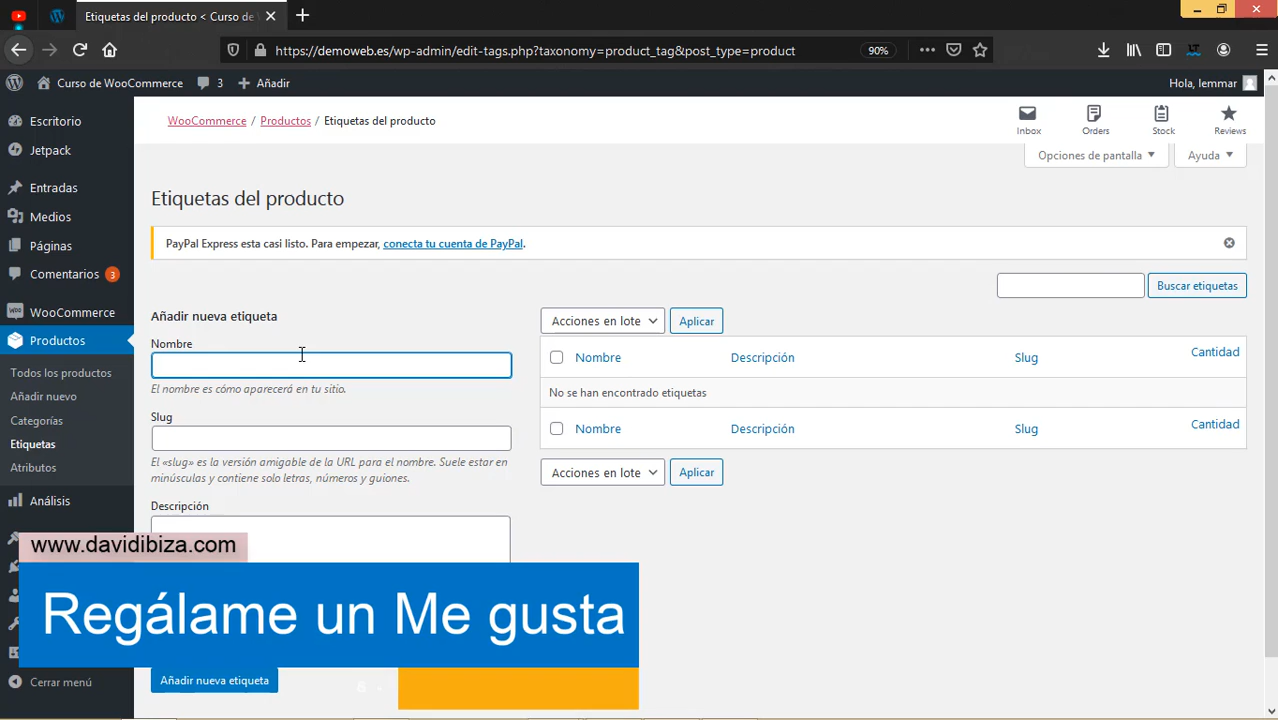 Etiquetas del producto < Curso de W
https://demoweb.es/wp-admin/edit-tags.php?taxonomy=product_tag&post_type=product
90%
Curso de WooCommerce
3
Añadir
Hola, lemmar
Escritorio
Jetpack
Entradas
Medios
Páginas
Comentarios 3
WooCommerce
Productos
Todos los productos
Añadir nuevo
Categorías
Etiquetas
Atributos
Análisis
Cerrar menú
WooCommerce / Productos / Etiquetas del producto
Inbox
Orders
Stock
Reviews
Opciones de pantalla
Ayuda
Etiquetas del producto
PayPal Express esta casi listo. Para empezar, conecta tu cuenta de PayPal.
Buscar etiquetas
Añadir nueva etiqueta
Nombre
El nombre es cómo aparecerá en tu sitio.
Slug
El «slug» es la versión amigable de la URL para el nombre. Suele estar en
minúsculas y contiene solo letras, números y guiones.
Descripción
Añadir nueva etiqueta
Acciones en lote
Aplicar
Nombre Descripción Slug Cantidad
No se han encontrado etiquetas
Nombre Descripción Slug Cantidad
Acciones en lote
Aplicar
www.davidibiza.com
Regálame un Me gusta